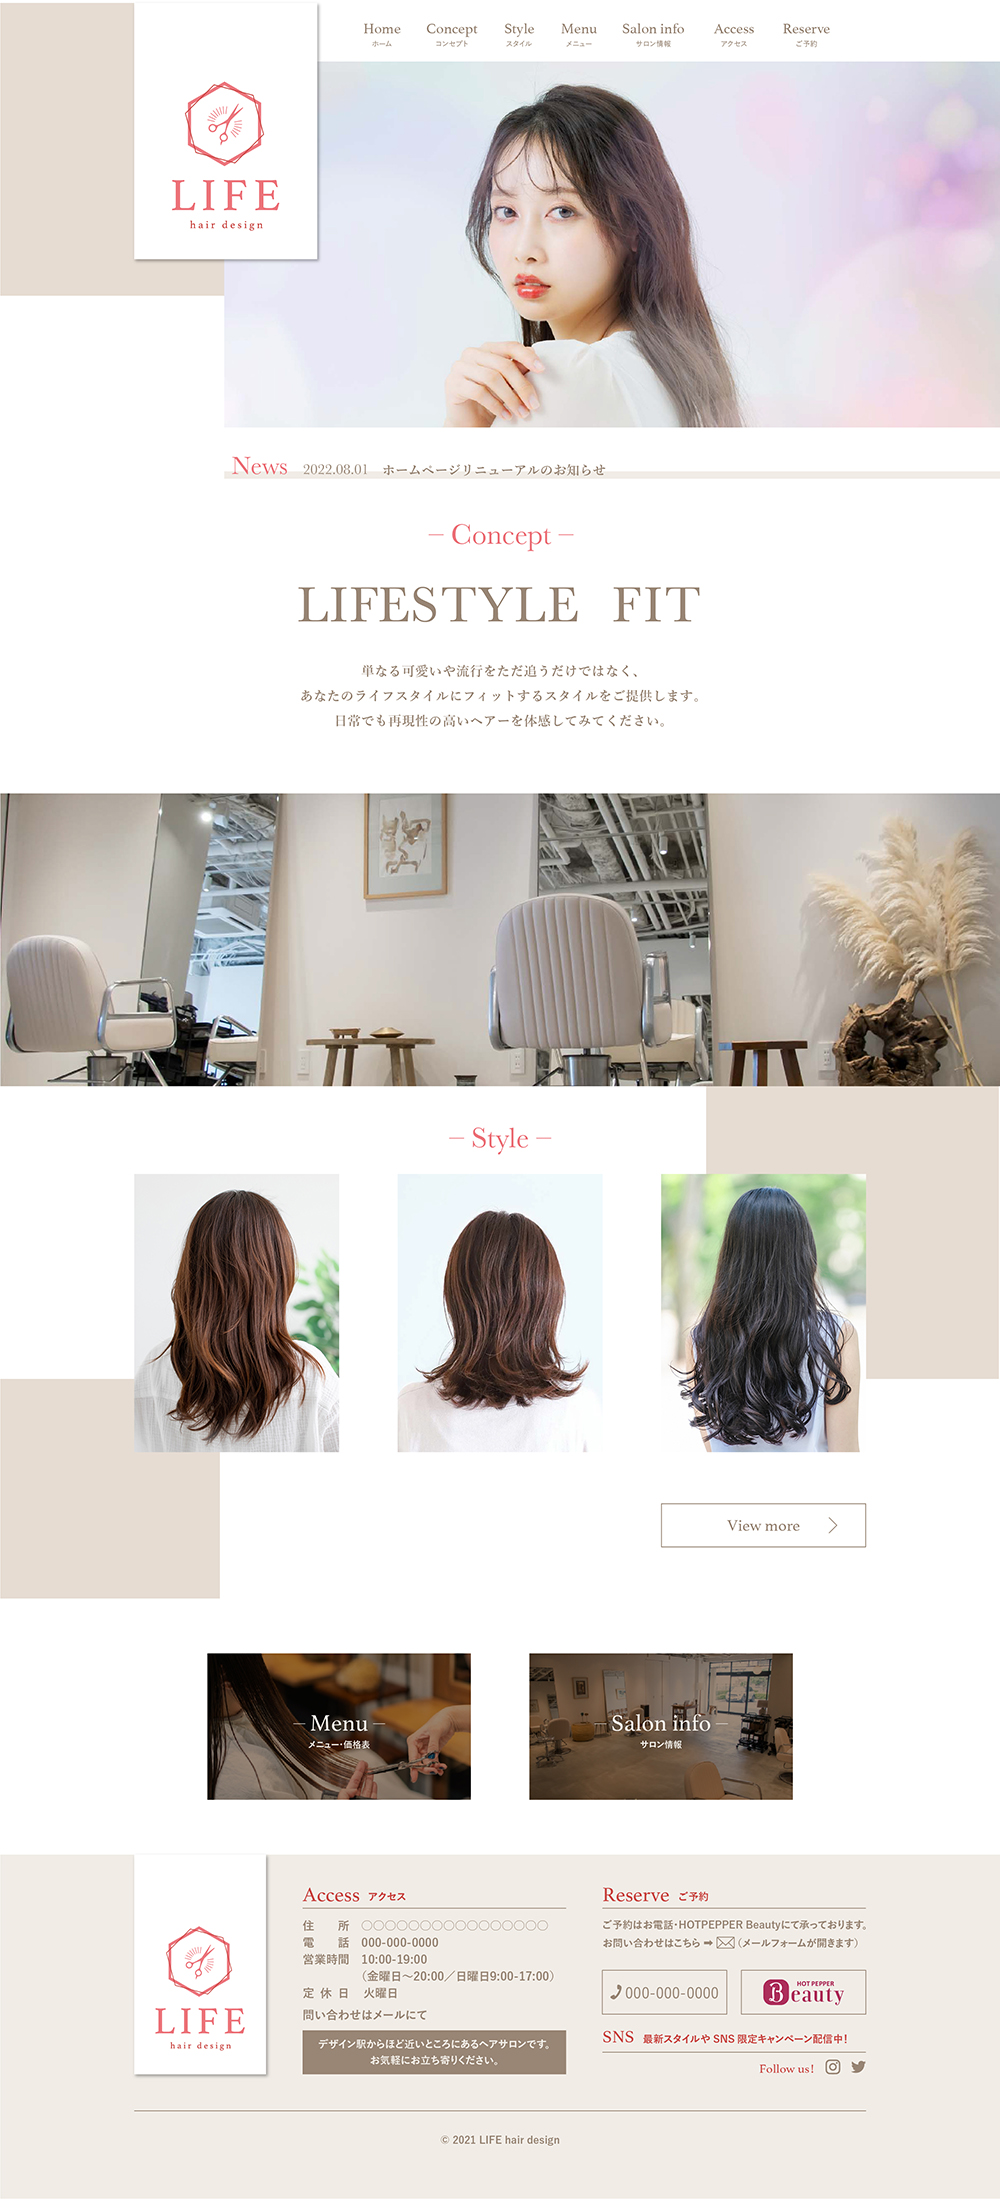 Home Concept Style Menu Salon info Access Reserve
ホーム コンセプト スタイル メニュー サロン情報 アクセス ご予約
LIFE
hair design
News 2022.08.01 ホームページリニューアルのお知らせ
— Concept —
LIFESTYLE FIT
単なる可愛いや流行をただ追うだけではなく、
あなたのライフスタイルにフィットするスタイルをご提供します。
日常でも再現性の高いヘアーを体感してみてください。
— Style —
View more
— Menu —
メニュー・価格表
— Salon info —
サロン情報
LIFE
hair design
Access アクセス
住所 〇〇〇〇〇〇〇〇〇〇〇〇〇〇〇〇
電話 000-000-0000
営業時間 10:00-19:00
（金曜日〜20:00／日曜日9:00-17:00）
定休日 火曜日
問い合わせはメールにて
デザイン駅からほど近いところにあるヘアサロンです。
お気軽にお立ち寄りください。
Reserve ご予約
ご予約はお電話・HOTPEPPER Beautyにて承っております。
お問い合わせはこちら ➡ （メールフォームが開きます）
000-000-0000
HOT PEPPER
Beauty
SNS 最新スタイルや SNS 限定キャンペーン配信中！
Follow us!
© 2021 LIFE hair design